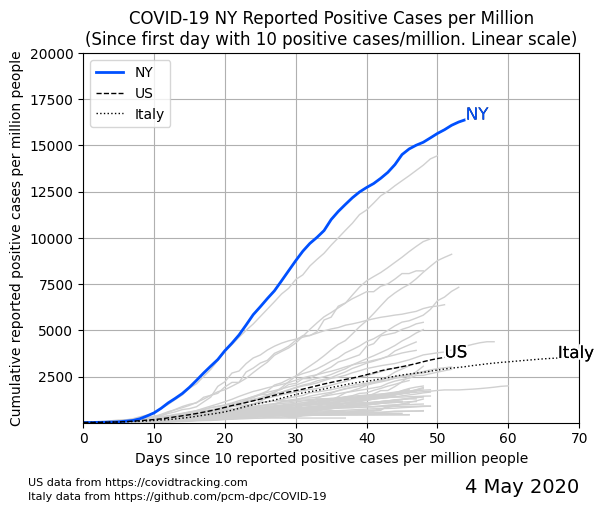 COVID-19 NY Reported Positive Cases per Million
(Since first day with 10 positive cases/million. Linear scale)
Cumulative reported positive cases per million people
20000
17500
15000
12500
10000
7500
5000
2500
NY
US
Italy
NY
US
Italy
0
10
20
30
40
50
60
70
Days since 10 reported positive cases per million people
US data from https://covidtracking.com
Italy data from https://github.com/pcm-dpc/COVID-19
4 May 2020